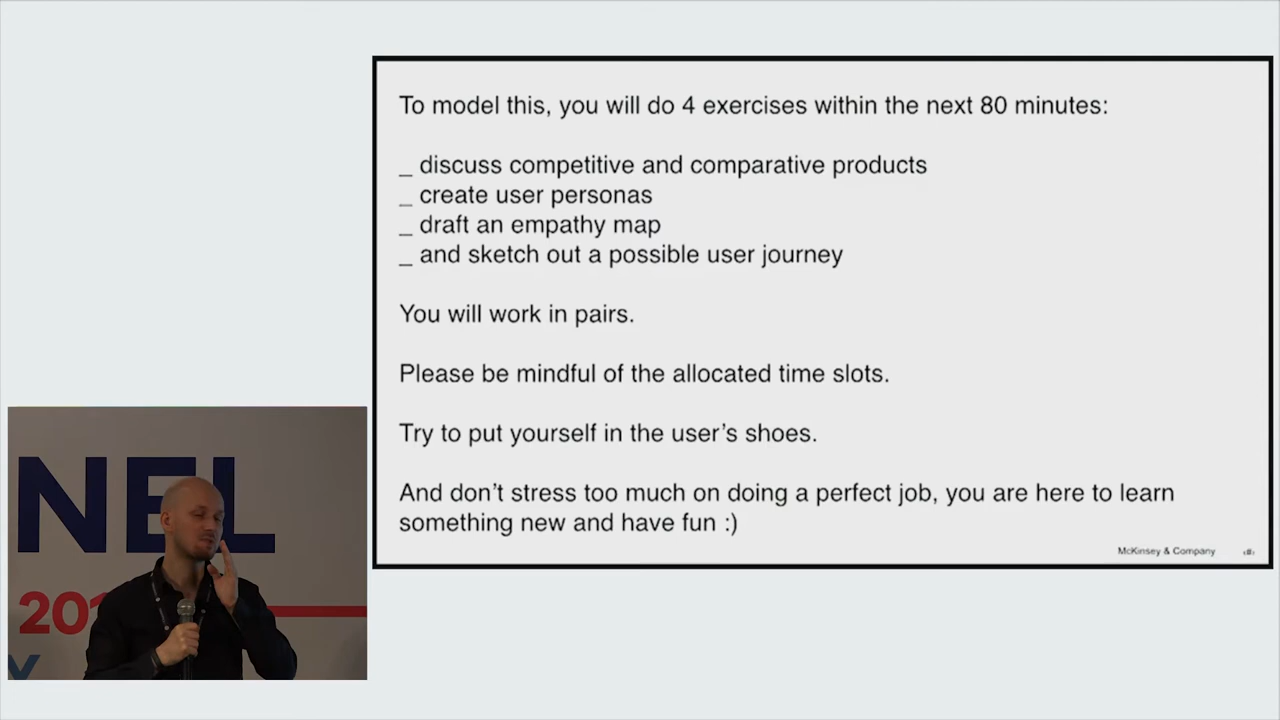 To model this, you will do 4 exercises within the next 80 minutes:
_ discuss competitive and comparative products
_ create user personas
_ draft an empathy map
_ and sketch out a possible user journey
You will work in pairs.
Please be mindful of the allocated time slots.
Try to put yourself in the user’s shoes.
And don’t stress too much on doing a perfect job, you are here to learn
something new and have fun :)
McKinsey & Company
NEL
201
Y